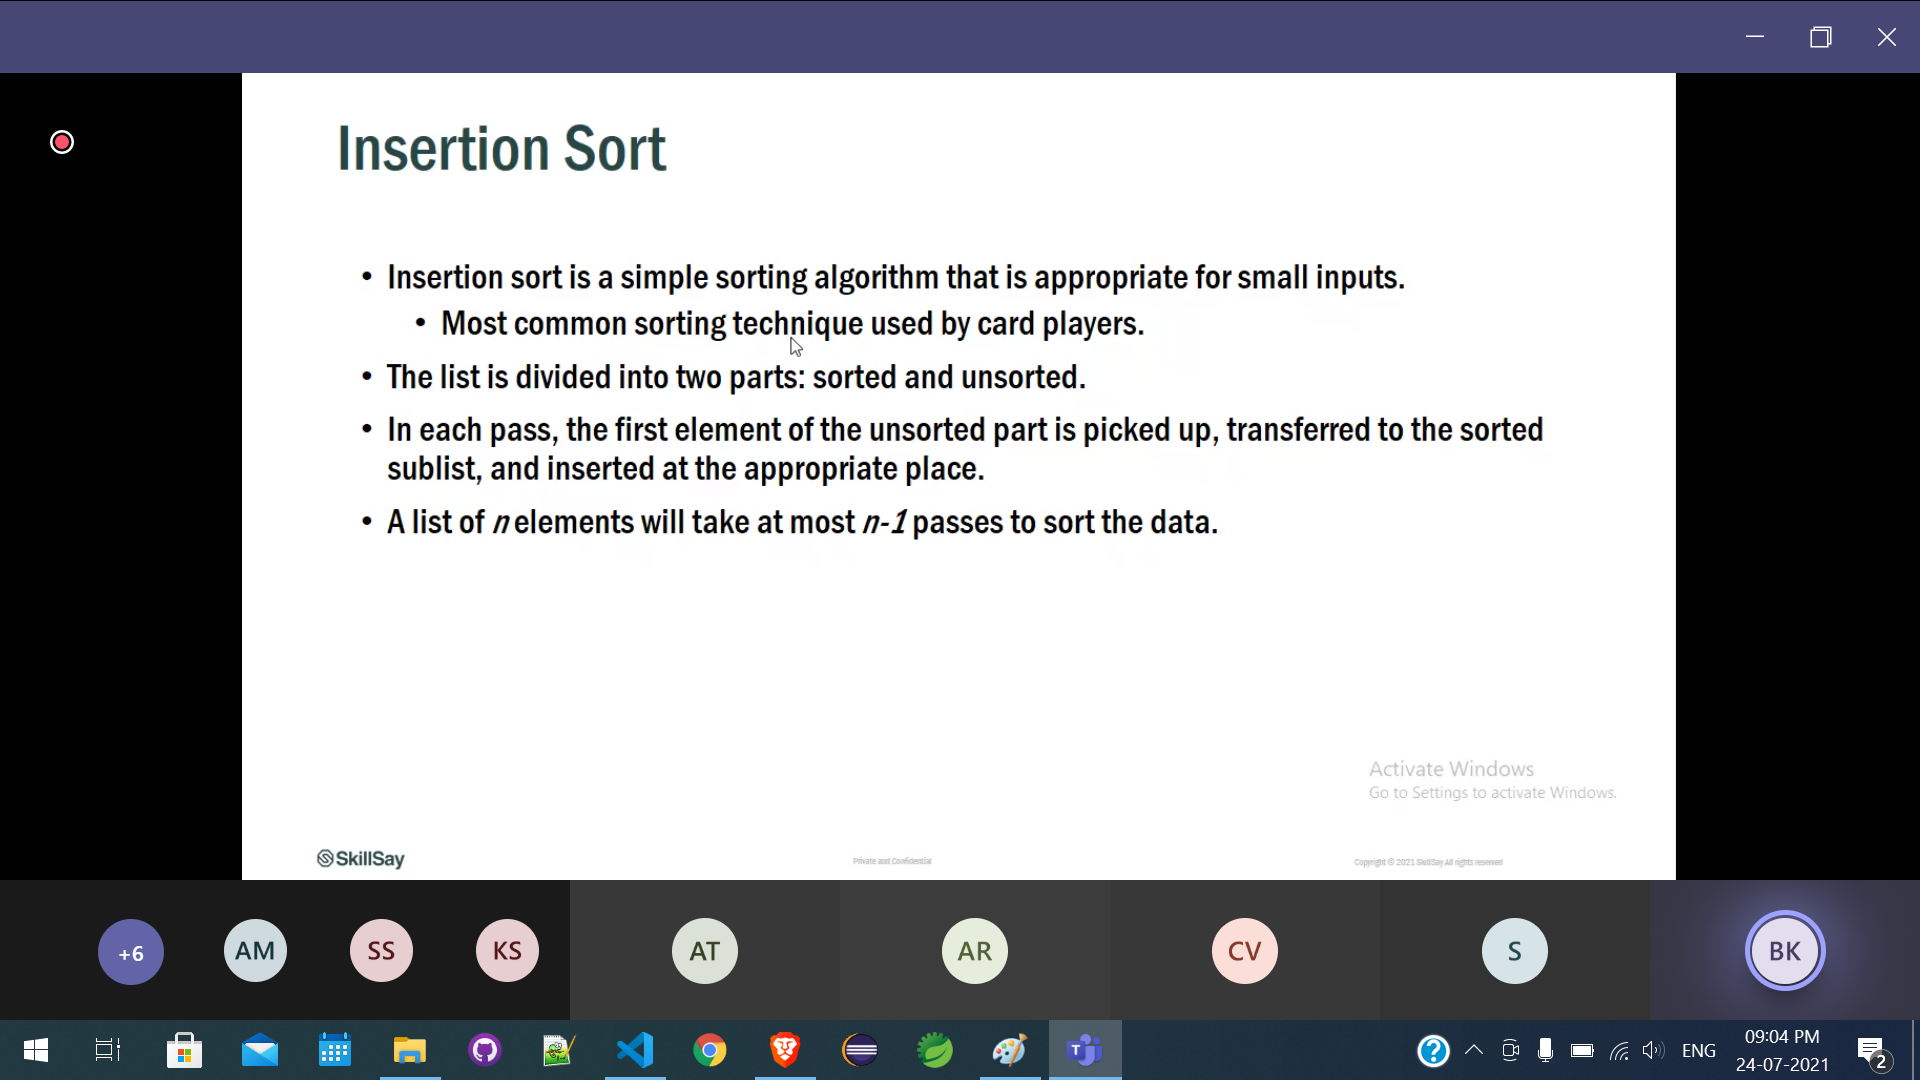 Insertion Sort
• Insertion sort is a simple sorting algorithm that is appropriate for small inputs.
• Most common sorting technique used by card players.
• The list is divided into two parts: sorted and unsorted.
• In each pass, the first element of the unsorted part is picked up, transferred to the sorted
sublist, and inserted at the appropriate place.
• A list of n elements will take at most n-1 passes to sort the data.
Activate Windows
Go to Settings to activate Windows.
SkillSay
Private and Confidential
Copyright © 2021 SkillSay All rights reserved
+6
AM
SS
KS
AT
AR
CV
S
BK
T
ENG
09:04 PM
24-07-2021
2